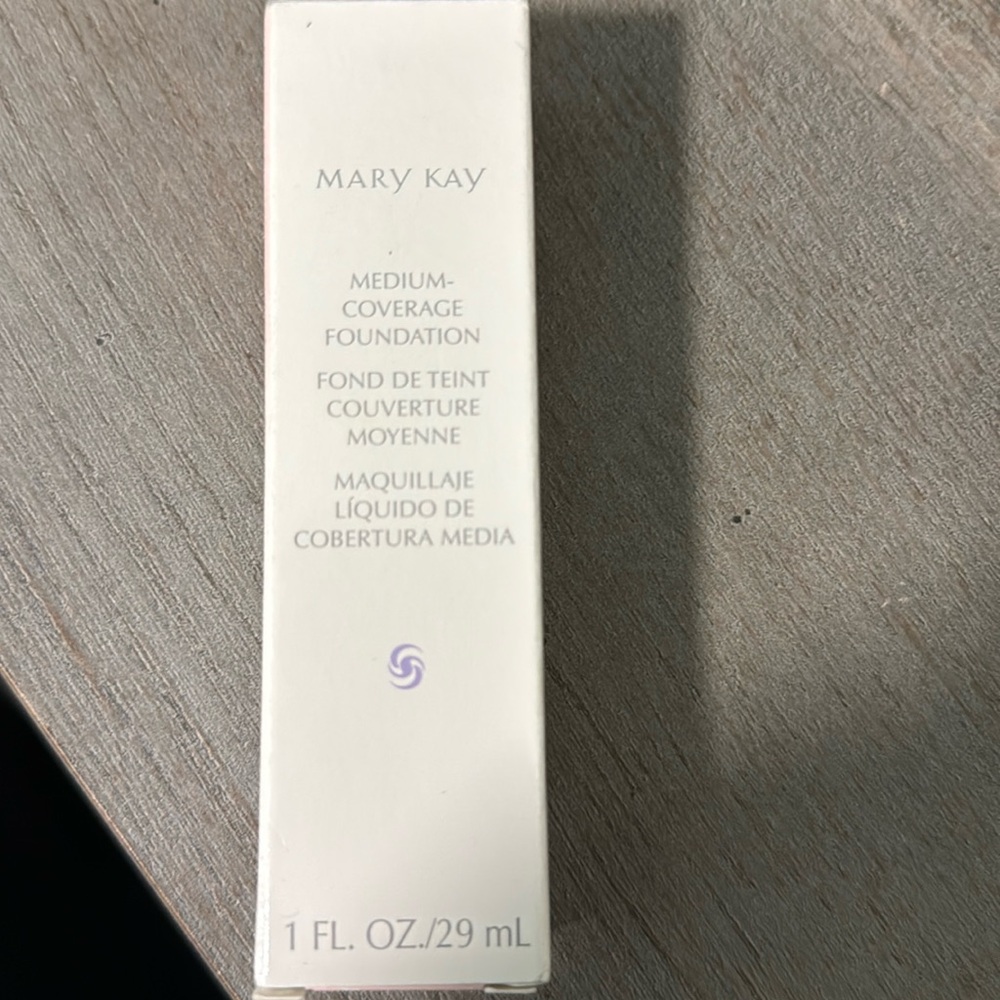 MARY KAY
MEDIUM-
COVERAGE
FOUNDATION
FOND DE TEINT
COUVERTURE
MOYENNE
MAQUILLAJE
LÍQUIDO DE
COBERTURA MEDIA
1 FL. OZ./29 mL